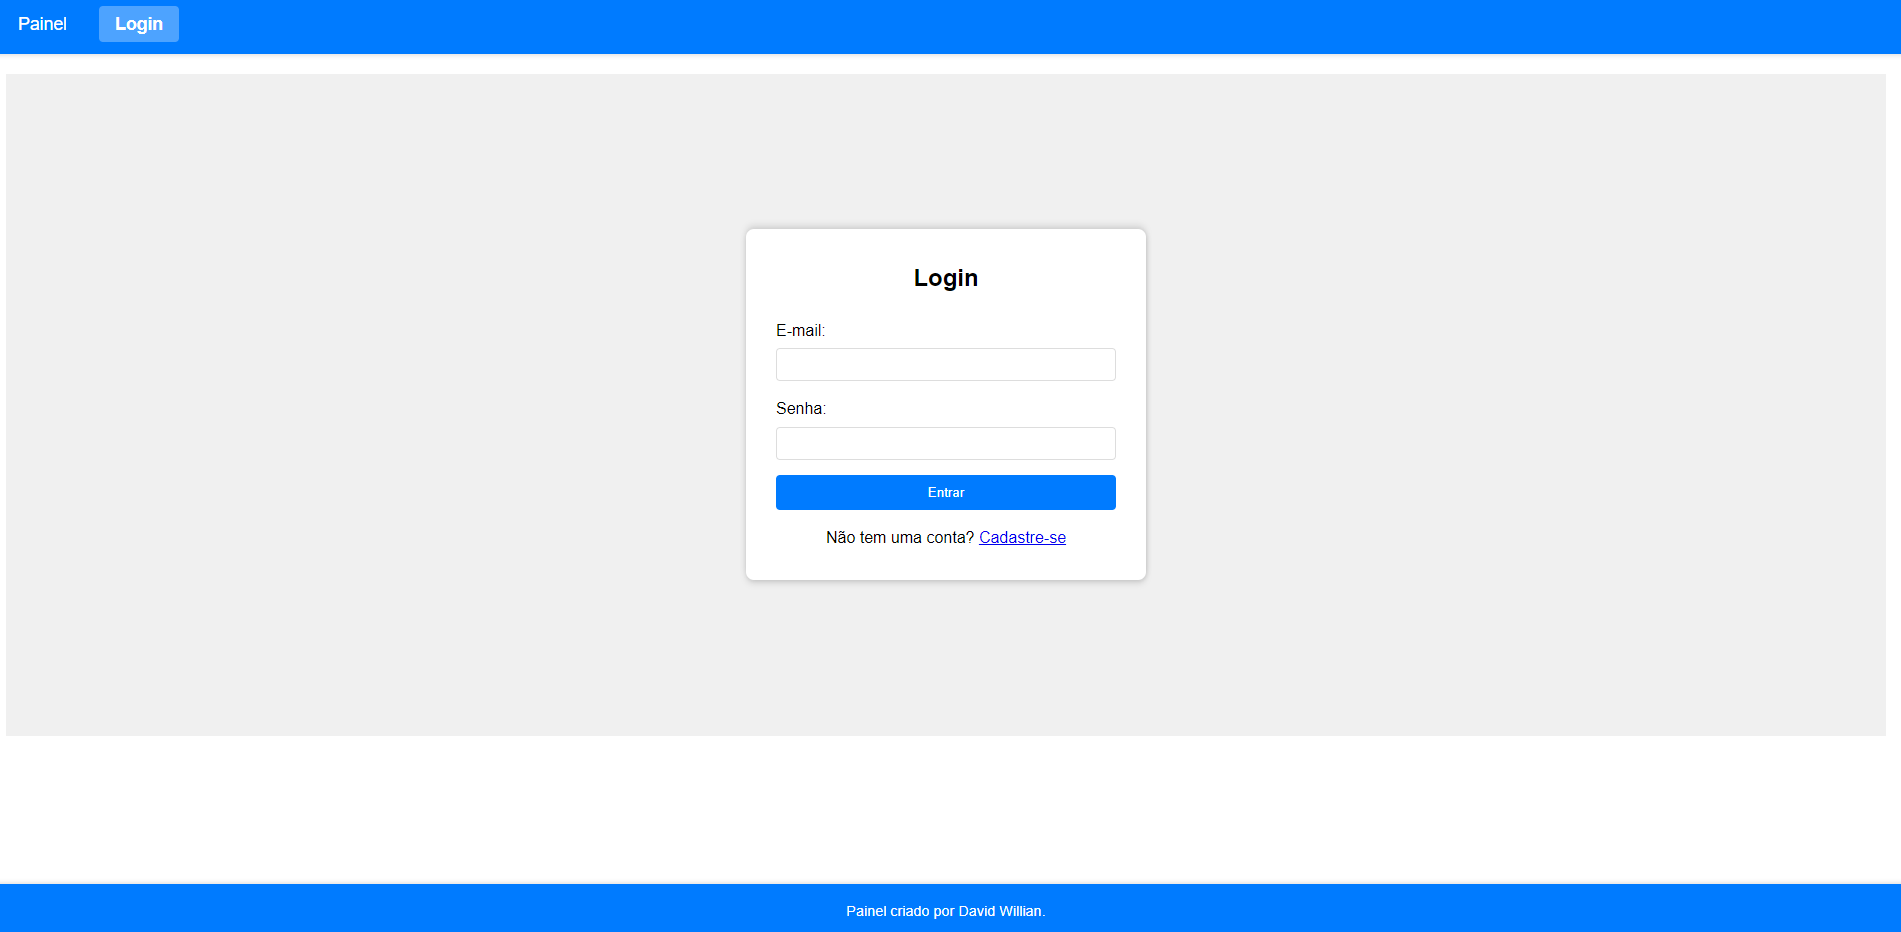 Painel Login
Login
E-mail:
Senha:
Entrar
Não tem uma conta? Cadastre-se
Painel criado por David Willian.